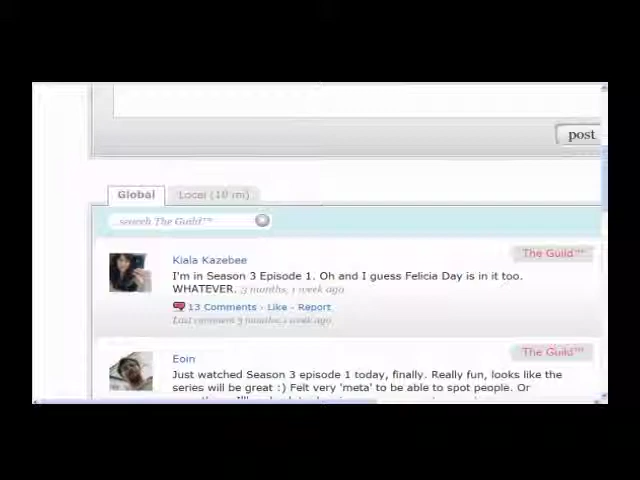 post
Global
Local (10 mi)
search The Guild™
Kiala Kazebee
The Guild™
I'm in Season 3 Episode 1. Oh and I guess Felicia Day is in it too.
WHATEVER. 3 months, 1 week ago
13 Comments - Like - Report
Last comment 3 months, 1 week ago
Eoin
The Guild™
Just watched Season 3 episode 1 today, finally. Really fun, looks like the
series will be great :) Felt very 'meta' to be able to spot people. Or